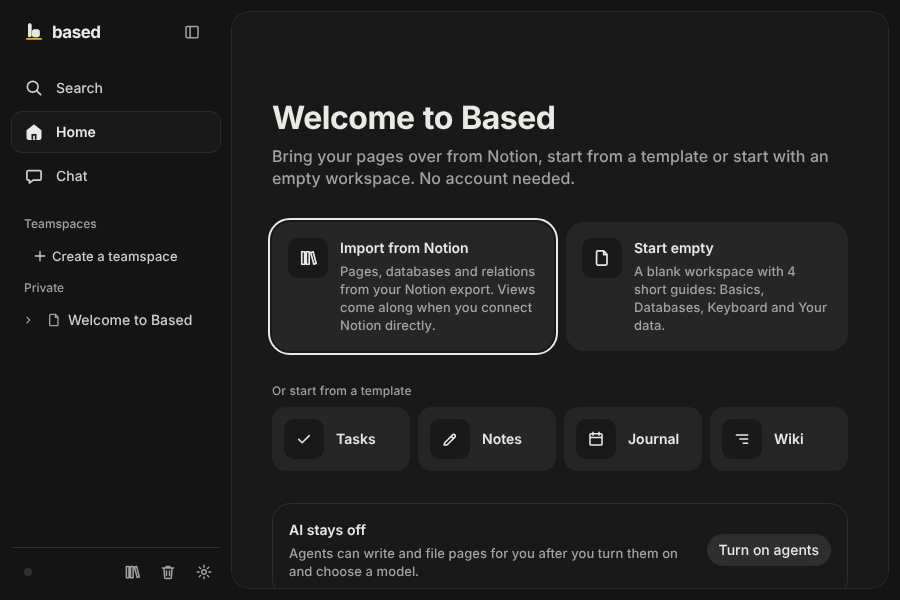 based
Search
Home
Chat
Teamspaces
Create a teamspace
Private
Welcome to Based
Welcome to Based
Bring your pages over from Notion, start from a template or start with an
empty workspace. No account needed.
Import from Notion
Pages, databases and relations
from your Notion export. Views
come along when you connect
Notion directly.
Start empty
A blank workspace with 4
short guides: Basics,
Databases, Keyboard and Your
data.
Or start from a template
Tasks
Notes
Journal
Wiki
AI stays off
Agents can write and file pages for you after you turn them on
and choose a model.
Turn on agents